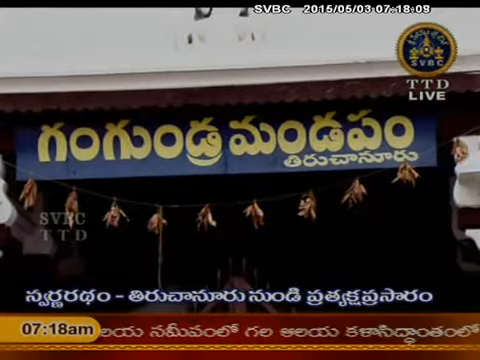 SVBC 2015/05/03 07:18:09
SVBC
TTD
LIVE
గంగుండ్ర మండపం
తిరుచానూరు
SVBC
TTD
స్వర్ణరథం - తిరుచానూరు నుండి ప్రత్యక్షప్రసారం
07:18am లయ సమీపంలో గల ఆలయ కళాసిద్ధాంతంలో